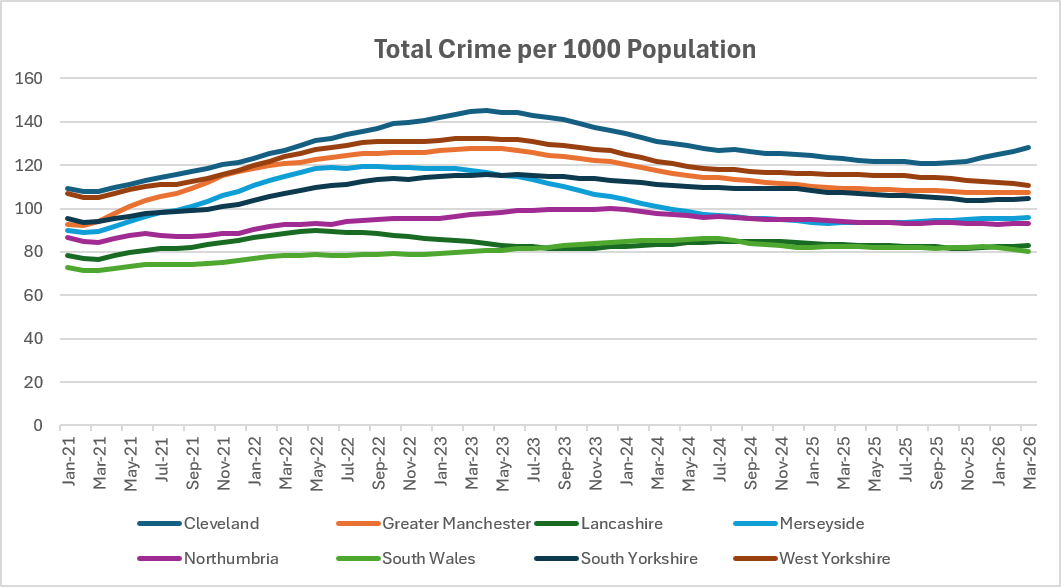 Total Crime per 1000 Population
160
140
120
100
80
60
40
20
0
Jan-21 Mar-21 May-21 Jul-21 Sep-21 Nov-21 Jan-22 Mar-22 May-22 Jul-22 Sep-22 Nov-22 Jan-23 Mar-23 May-23 Jul-23 Sep-23 Nov-23 Jan-24 Mar-24 May-24 Jul-24 Sep-24 Nov-24 Jan-25 Mar-25 May-25 Jul-25 Sep-25 Nov-25 Jan-26 Mar-26
Cleveland Greater Manchester Lancashire Merseyside
Northumbria South Wales South Yorkshire West Yorkshire